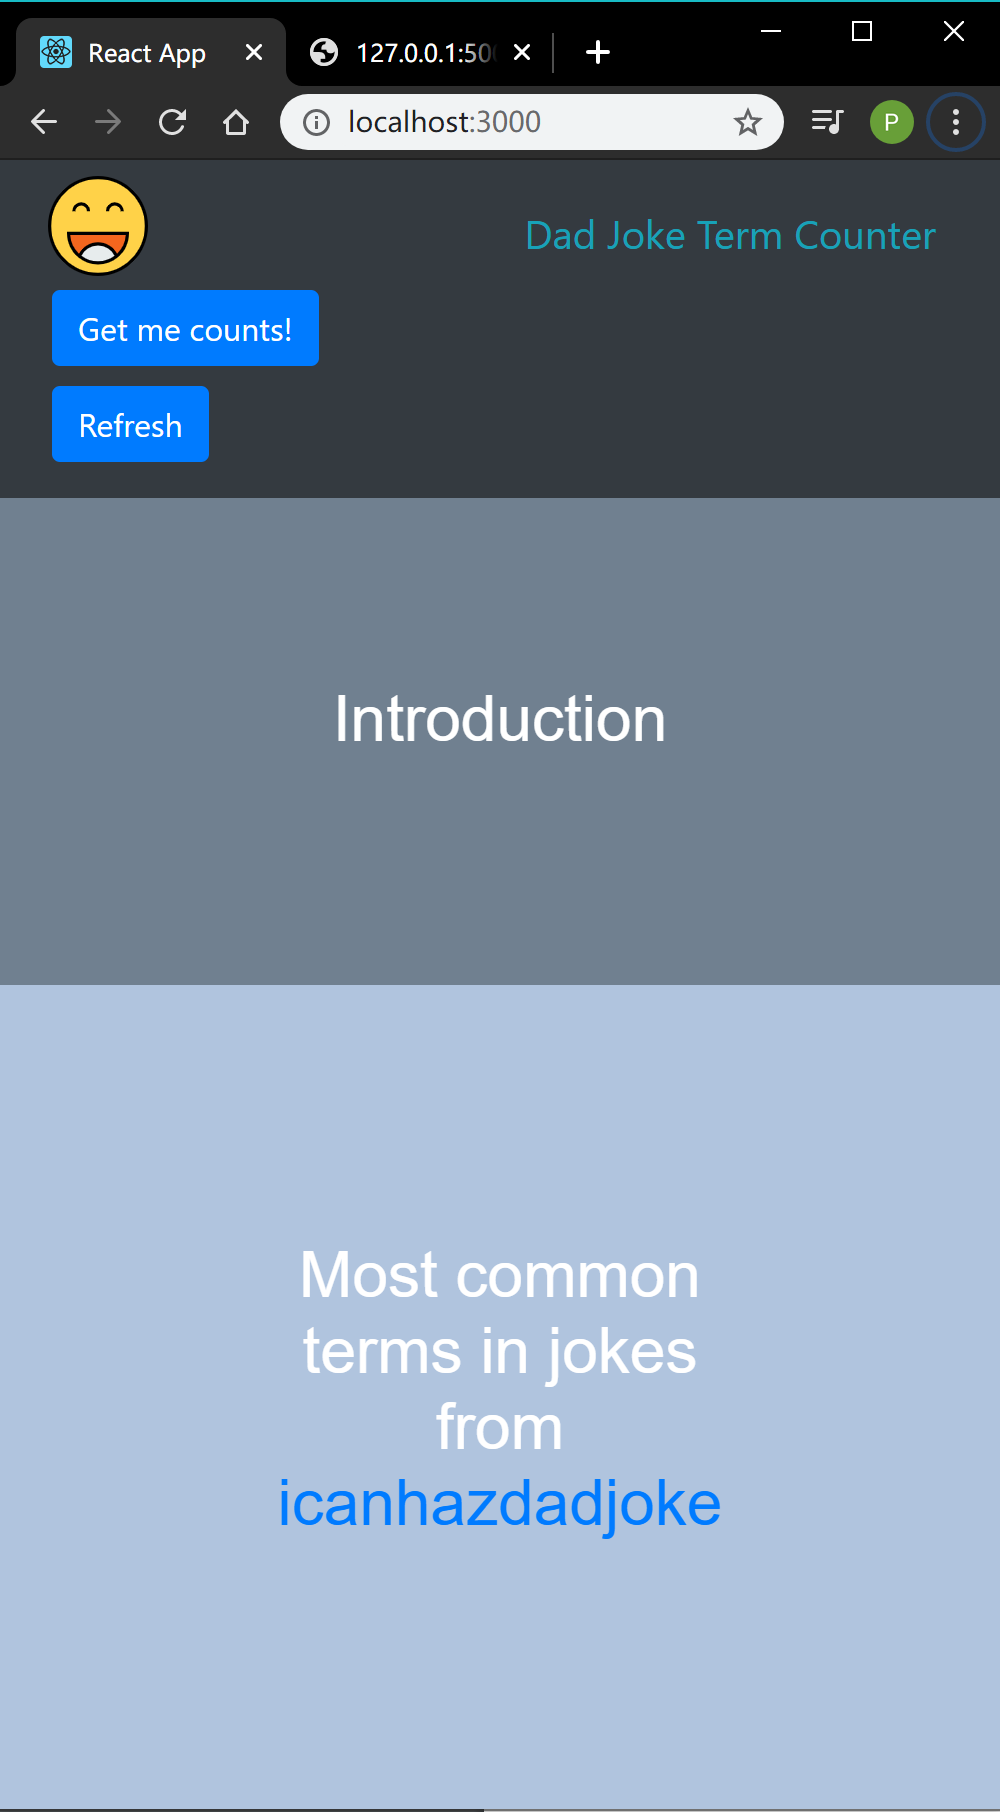 React App
127.0.0.1:50
localhost:3000
P
Dad Joke Term Counter
Get me counts!
Refresh
Introduction
Most common
terms in jokes
from
icanhazdadjoke